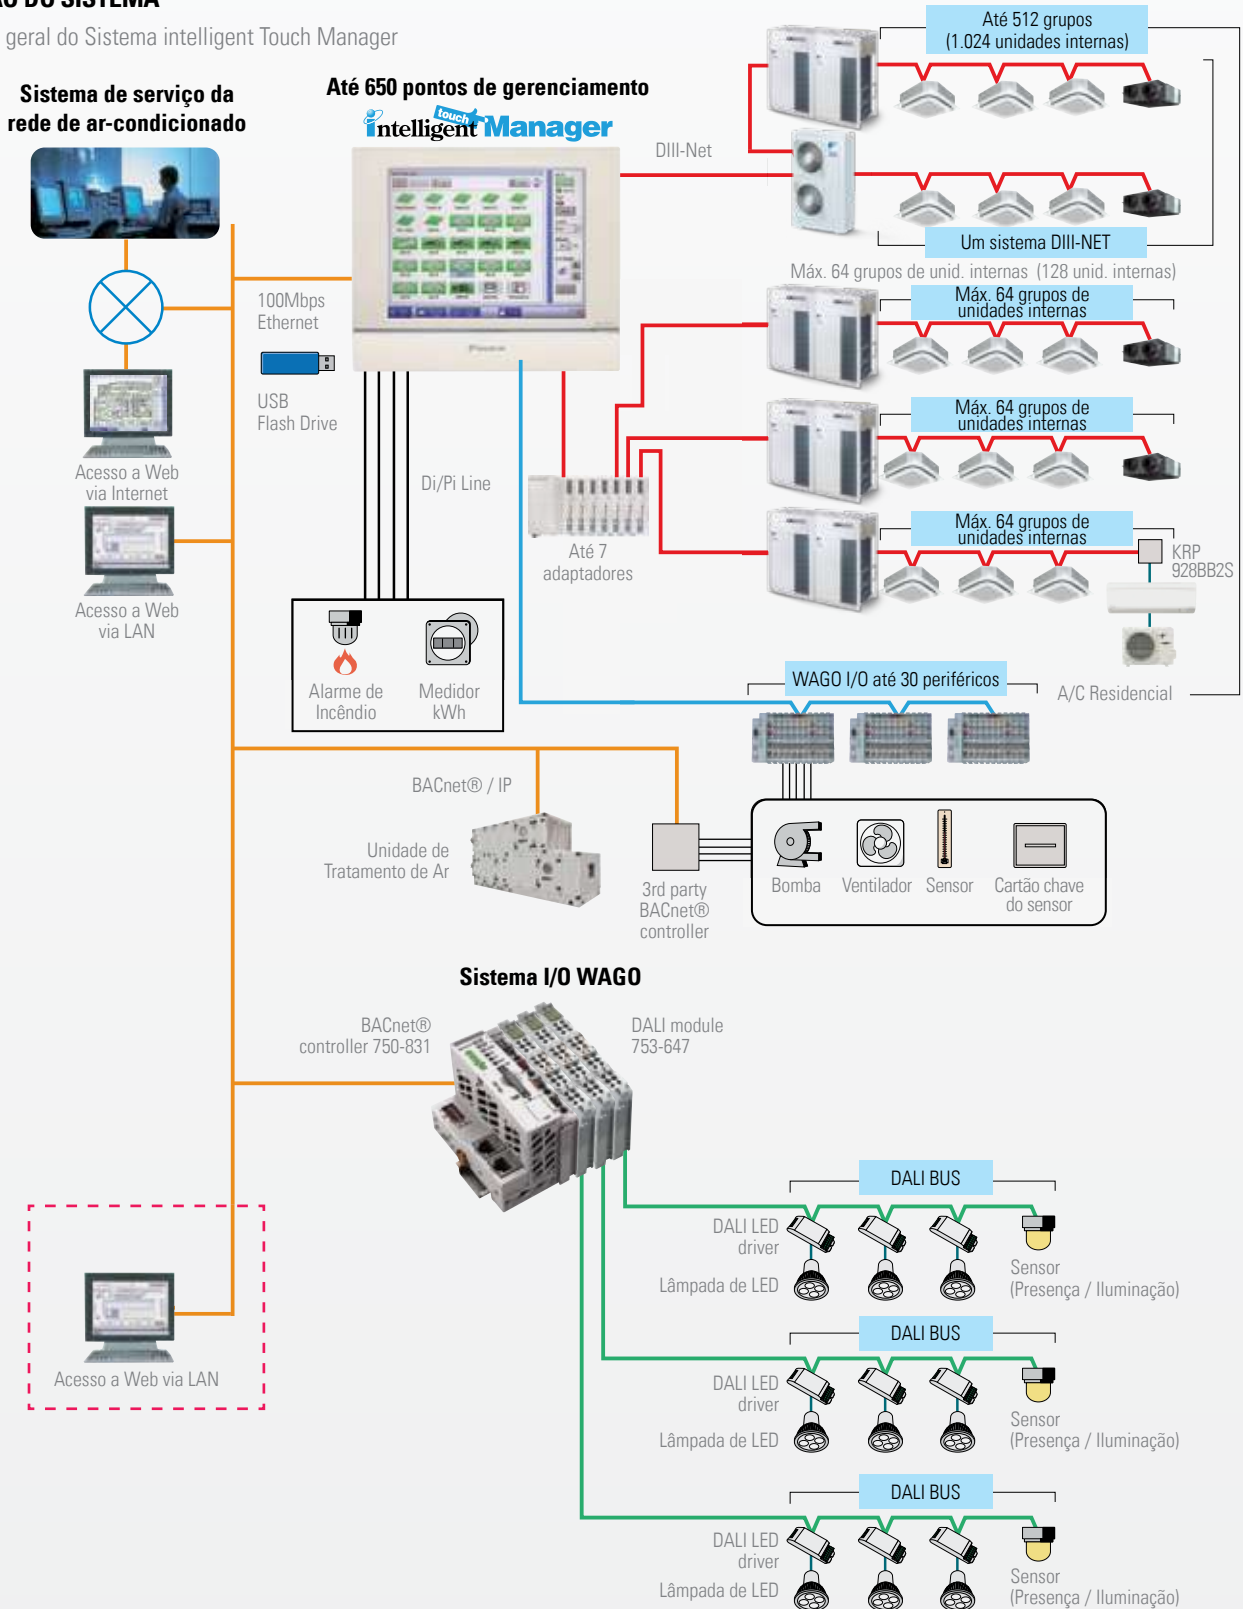 ÃO DO SISTEMA
geral do Sistema intelligent Touch Manager
Sistema de serviço da
rede de ar-condicionado
Até 650 pontos de gerenciamento
touch
intelligent Manager
Até 512 grupos
(1.024 unidades internas)
DIII-Net
Um sistema DIII-NET
Máx. 64 grupos de unid. internas (128 unid. internas)
100Mbps
Ethernet
USB
Flash Drive
Máx. 64 grupos de
unidades internas
Máx. 64 grupos de
unidades internas
Máx. 64 grupos de
unidades internas
KRP
928BB2S
Acesso a Web
via Internet
Di/Pi Line
Até 7
adaptadores
Acesso a Web
via LAN
Alarme de
Incêndio
Medidor
kWh
WAGO I/O até 30 periféricos
A/C Residencial
BACnet® / IP
Unidade de
Tratamento de Ar
3rd party
BACnet®
controller
Bomba
Ventilador
Sensor
Cartão chave
do sensor
Sistema I/O WAGO
BACnet®
controller 750-831
DALI module
753-647
DALI BUS
DALI LED
driver
Lâmpada de LED
Sensor
(Presença / Iluminação)
Acesso a Web via LAN
DALI BUS
DALI LED
driver
Lâmpada de LED
Sensor
(Presença / Iluminação)
DALI BUS
DALI LED
driver
Lâmpada de LED
Sensor
(Presença / Iluminação)